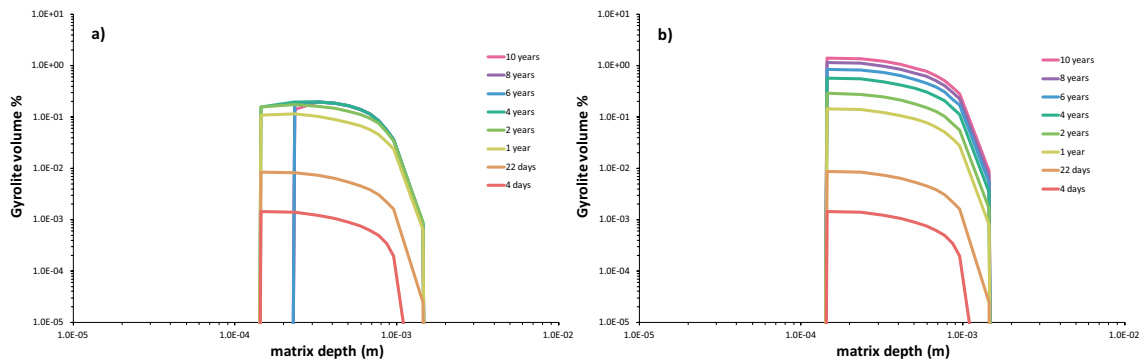 a)
Gyrolite volume %
1.0E+01
1.0E+00
1.0E-01
1.0E-02
1.0E-03
1.0E-04
1.0E-05
1.0E-05
1.0E-04
1.0E-03
1.0E-02
matrix depth (m)
10 years
8 years
6 years
4 years
2 years
1 year
22 days
4 days
b)
Gyrolite volume %
1.0E+01
1.0E+00
1.0E-01
1.0E-02
1.0E-03
1.0E-04
1.0E-05
1.0E-05
1.0E-04
1.0E-03
1.0E-02
matrix depth (m)
10 years
8 years
6 years
4 years
2 years
1 year
22 days
4 days